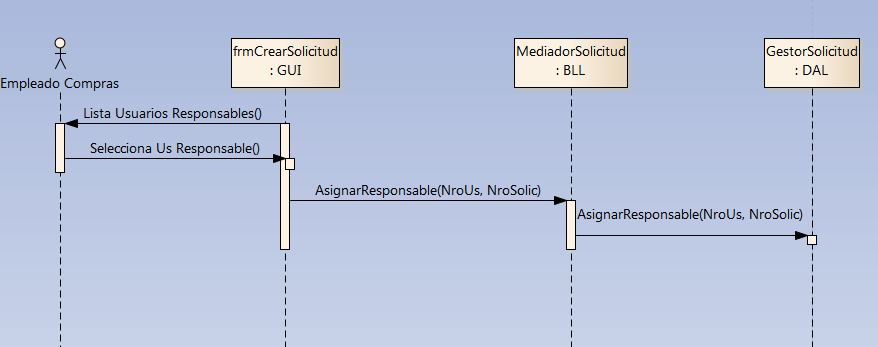 frmCrearSolicitud
: GUI
MediadorSolicitud
: BLL
GestorSolicitud
: DAL
Empleado Compras
Lista Usuarios Responsables()
Selecciona Us Responsable()
AsignarResponsable(NroUs, NroSolic)
AsignarResponsable(NroUs, NroSolic)